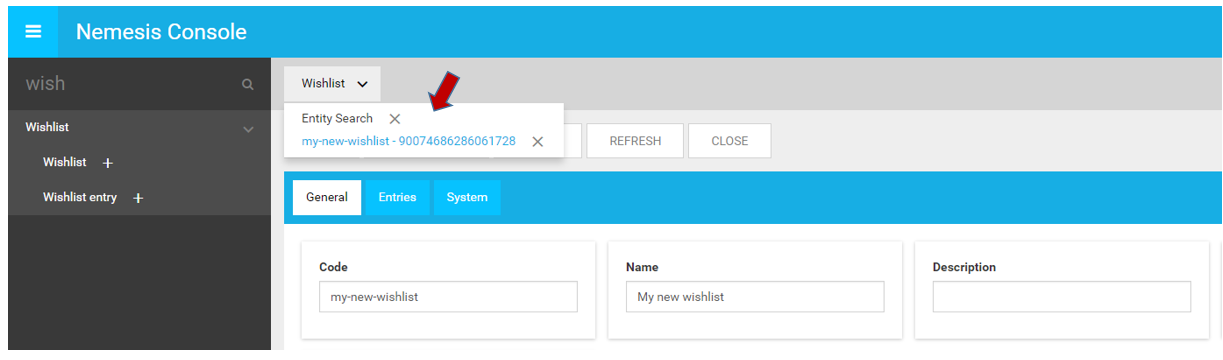 Nemesis Console
wish
Wishlist
Wishlist
Wishlist entry
Wishlist
Entity Search
my-new-wishlist - 90074686286061728
REFRESH
CLOSE
General
Entries
System
Code
my-new-wishlist
Name
My new wishlist
Description